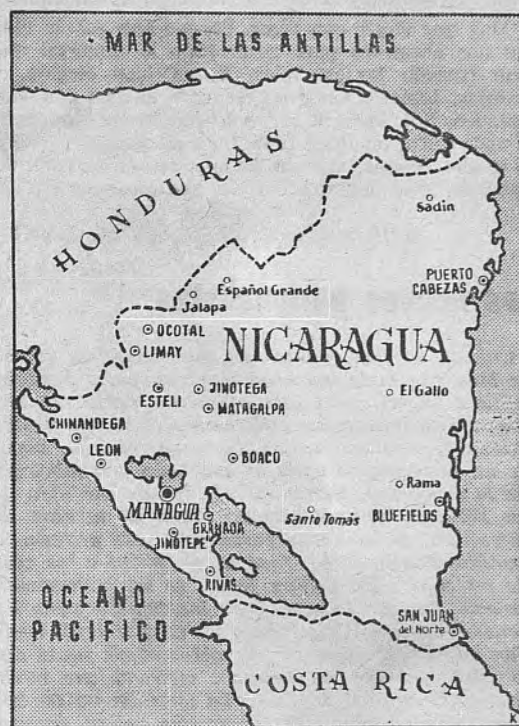 MAR DE LAS ANTILLAS
HONDURAS
Sadin
PUERTO
CABEZAS
Español Grande
Jalapa
OCOTAL
NICARAGUA
LIMAY
ESTELI
JINOTEGA
El Gallo
MATAGALPA
CHINANDEGA
LEON
BOACO
Rama
MANAGUA
GRANADA
Santo Tomás
BLUEFIELDS
JINOTEPE
RIVAS
OCEANO
PACIFICO
SAN JUAN
del Norte
COSTA RICA